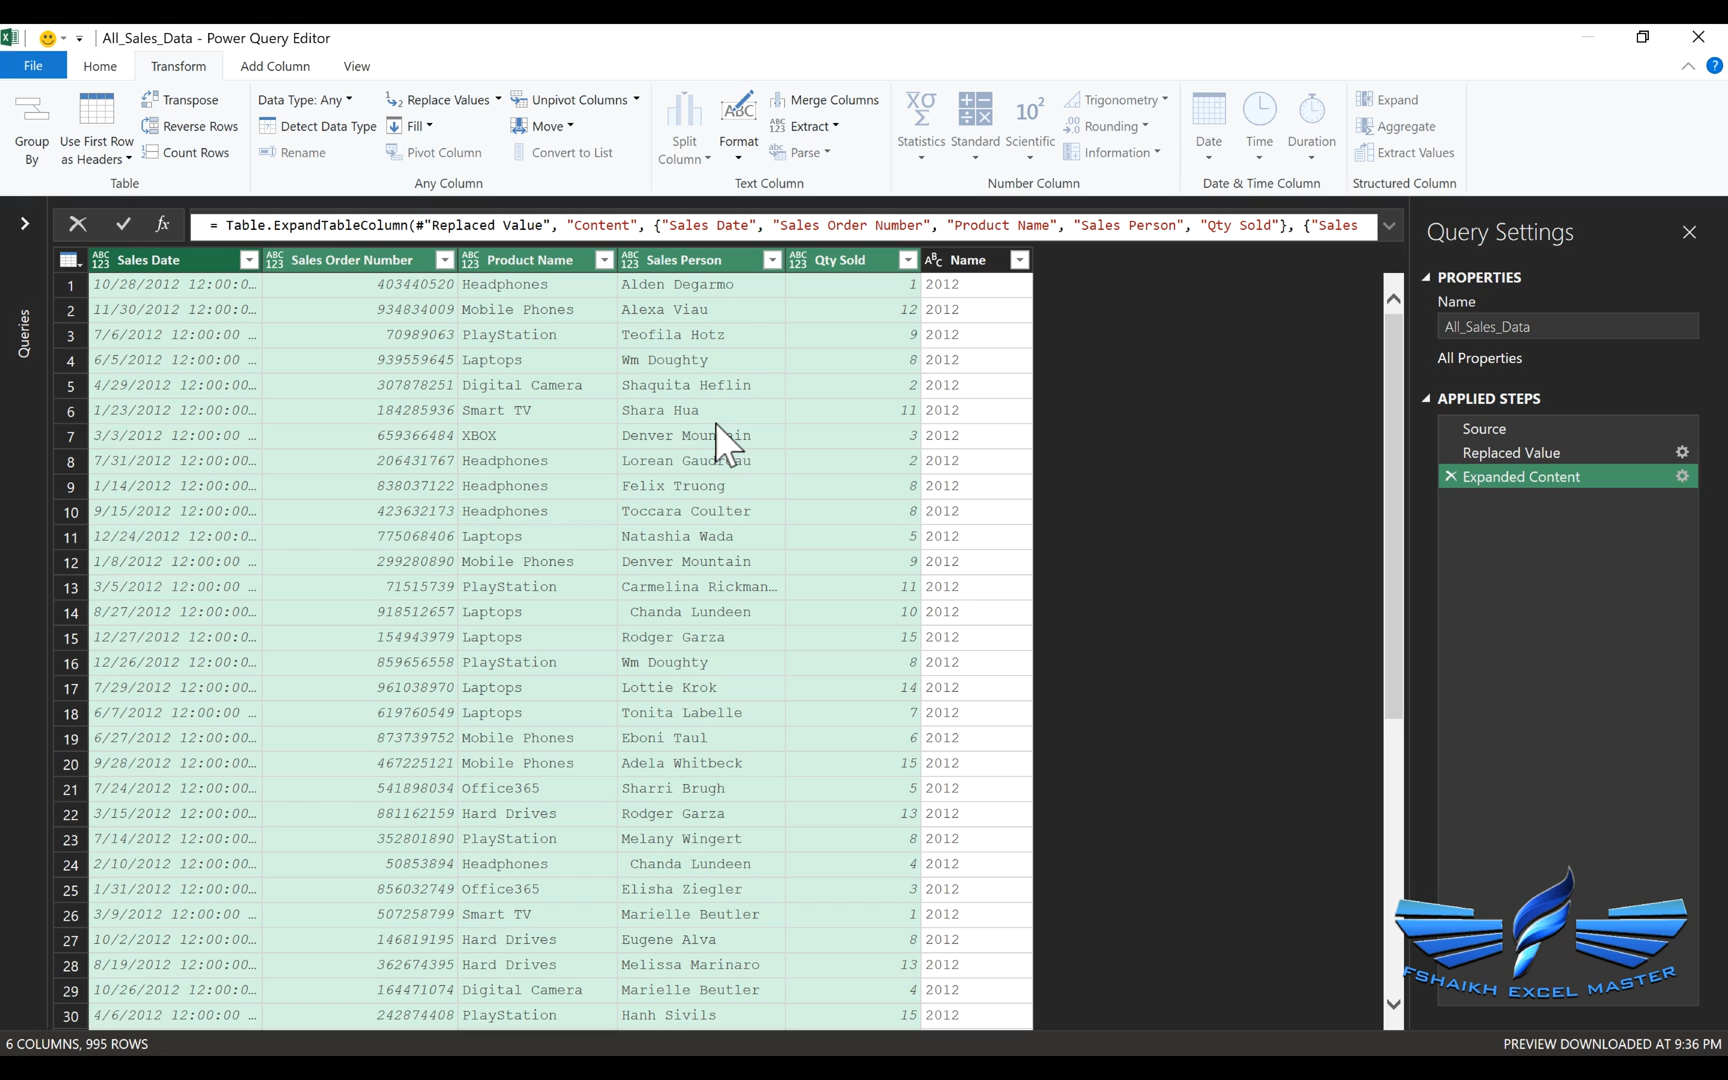 All_Sales_Data - Power Query Editor
File Home Transform Add Column View
Group By
Use First Row as Headers
Transpose
Reverse Rows
Count Rows
Table
Data Type: Any
Detect Data Type
Rename
Replace Values
Fill
Pivot Column
Unpivot Columns
Move
Convert to List
Any Column
Split Column
Format
Merge Columns
Extract
Parse
Text Column
Statistics
Standard
Scientific
Trigonometry
Rounding
Information
Number Column
Date
Time
Duration
Date & Time Column
Expand
Aggregate
Extract Values
Structured Column
Queries
fx = Table.ExpandTableColumn(#"Replaced Value", "Content", {"Sales Date", "Sales Order Number", "Product Name", "Sales Person", "Qty Sold"}, {"Sales
ABC 123 Sales Date ABC 123 Sales Order Number ABC 123 Product Name ABC 123 Sales Person ABC 123 Qty Sold ABC Name
1 10/28/2012 12:00:0… 403440520 Headphones Alden Degarmo 1 2012
2 11/30/2012 12:00:0… 934834009 Mobile Phones Alexa Viau 12 2012
3 7/6/2012 12:00:00 … 70989063 PlayStation Teofila Hotz 9 2012
4 6/5/2012 12:00:00 … 939559645 Laptops Wm Doughty 8 2012
5 4/29/2012 12:00:00… 307878251 Digital Camera Shaquita Heflin 2 2012
6 1/23/2012 12:00:00… 184285936 Smart TV Shara Hua 11 2012
7 3/3/2012 12:00:00 … 659366484 XBOX Denver Mountain 3 2012
8 7/31/2012 12:00:00… 206431767 Headphones Lorean Gaudreau 2 2012
9 1/14/2012 12:00:00… 838037122 Headphones Felix Truong 8 2012
10 9/15/2012 12:00:00… 423632173 Headphones Toccara Coulter 8 2012
11 12/24/2012 12:00:0… 775068406 Laptops Natashia Wada 5 2012
12 1/8/2012 12:00:00 … 299280890 Mobile Phones Denver Mountain 9 2012
13 3/5/2012 12:00:00 … 71515739 PlayStation Carmelina Rickman… 11 2012
14 8/27/2012 12:00:00… 918512657 Laptops Chanda Lundeen 10 2012
15 12/27/2012 12:00:0… 154943979 Laptops Rodger Garza 15 2012
16 12/26/2012 12:00:0… 859656558 PlayStation Wm Doughty 8 2012
17 7/29/2012 12:00:00… 961038970 Laptops Lottie Krok 14 2012
18 6/7/2012 12:00:00 … 619760549 Laptops Tonita Labelle 7 2012
19 6/27/2012 12:00:00… 873739752 Mobile Phones Eboni Taul 6 2012
20 9/28/2012 12:00:00… 467225121 Mobile Phones Adela Whitbeck 15 2012
21 7/24/2012 12:00:00… 541898034 Office365 Sharri Brugh 5 2012
22 3/15/2012 12:00:00… 881162159 Hard Drives Rodger Garza 13 2012
23 7/14/2012 12:00:00… 352801890 PlayStation Melany Wingert 8 2012
24 2/10/2012 12:00:00… 50853894 Headphones Chanda Lundeen 4 2012
25 1/31/2012 12:00:00… 856032749 Office365 Elisha Ziegler 3 2012
26 3/9/2012 12:00:00 … 507258799 Smart TV Marielle Beutler 1 2012
27 10/2/2012 12:00:00… 146819195 Hard Drives Eugene Alva 8 2012
28 8/19/2012 12:00:00… 362674395 Hard Drives Melissa Marinaro 13 2012
29 10/26/2012 12:00:0… 164471074 Digital Camera Marielle Beutler 4 2012
30 4/6/2012 12:00:00 … 242874408 PlayStation Hanh Sivils 15 2012
Query Settings
PROPERTIES
Name
All_Sales_Data
All Properties
APPLIED STEPS
Source
Replaced Value
Expanded Content
FSHAIKH EXCEL MASTER
6 COLUMNS, 995 ROWS
PREVIEW DOWNLOADED AT 9:36 PM